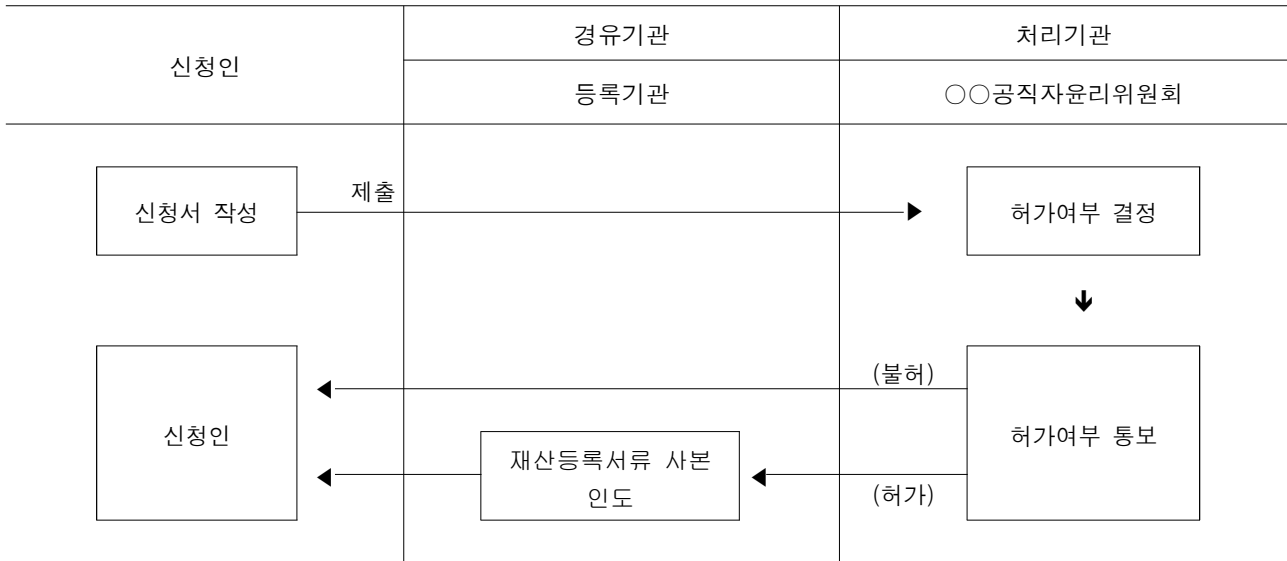 신청인
경유기관
처리기관
등록기관
○○공직자윤리위원회
신청서 작성
제출
허가여부 결정
신청인
(불허)
허가여부 통보
재산등록서류 사본
인도
(허가)